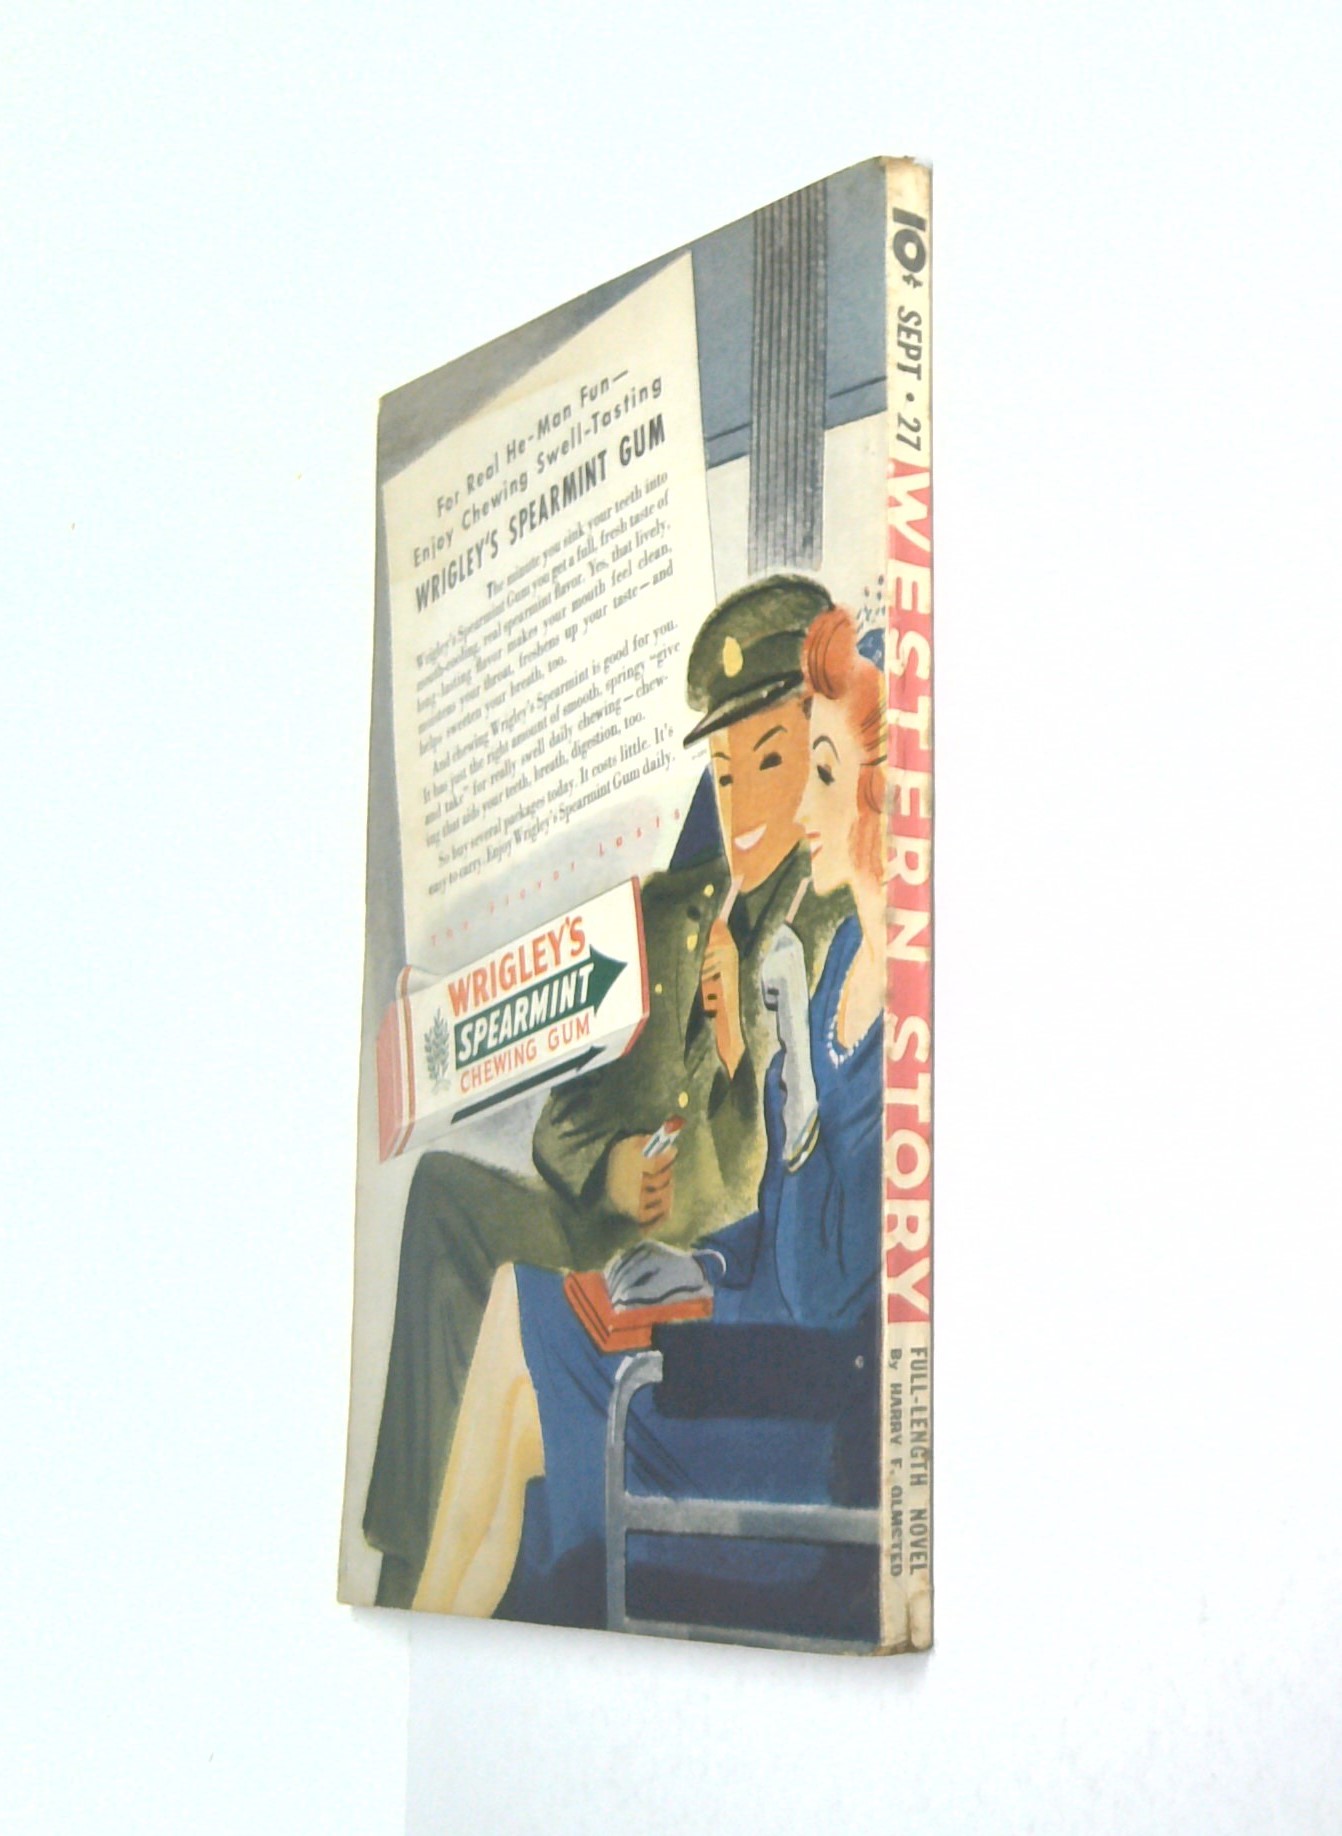 For Real He-Man Fun—
Enjoy Chewing Swell-Tasting
WRIGLEY'S SPEARMINT GUM
The minute you sink your teeth into
Wrigley's Spearmint Gum you get a full, fresh taste of
mouth-cooling, real spearmint flavor. Yes, that lively,
long-lasting flavor makes your mouth feel clean,
moistens your throat, freshens up your taste—and
helps sweeten your breath, too.
And chewing Wrigley's Spearmint is good for you.
It has just the right amount of smooth, springy "give
and take" for really swell daily chewing—chew-
ing that aids your teeth, breath, digestion, too.
So buy several packages today. It costs little. It's
easy to carry. Enjoy Wrigley's Spearmint Gum daily.
THE FLAVOR LASTS
WRIGLEY'S
SPEARMINT
CHEWING GUM
10¢ SEPT • 27 WESTERN STORY
FULL-LENGTH NOVEL
By HARRY F. OLMSTED